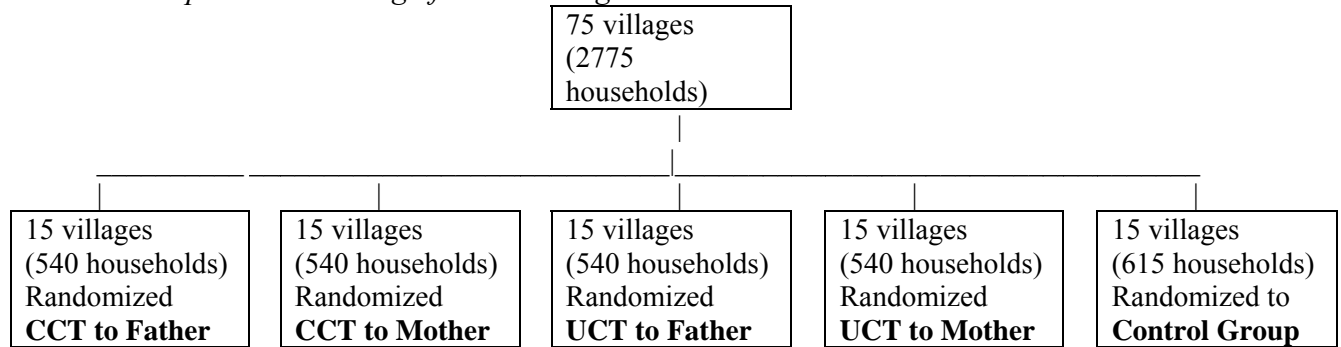 75 villages
(2775
households)
15 villages
(540 households)
Randomized
CCT to Father
15 villages
(540 households)
Randomized
CCT to Mother
15 villages
(540 households)
Randomized
UCT to Father
15 villages
(540 households)
Randomized
UCT to Mother
15 villages
(615 households)
Randomized to
Control Group